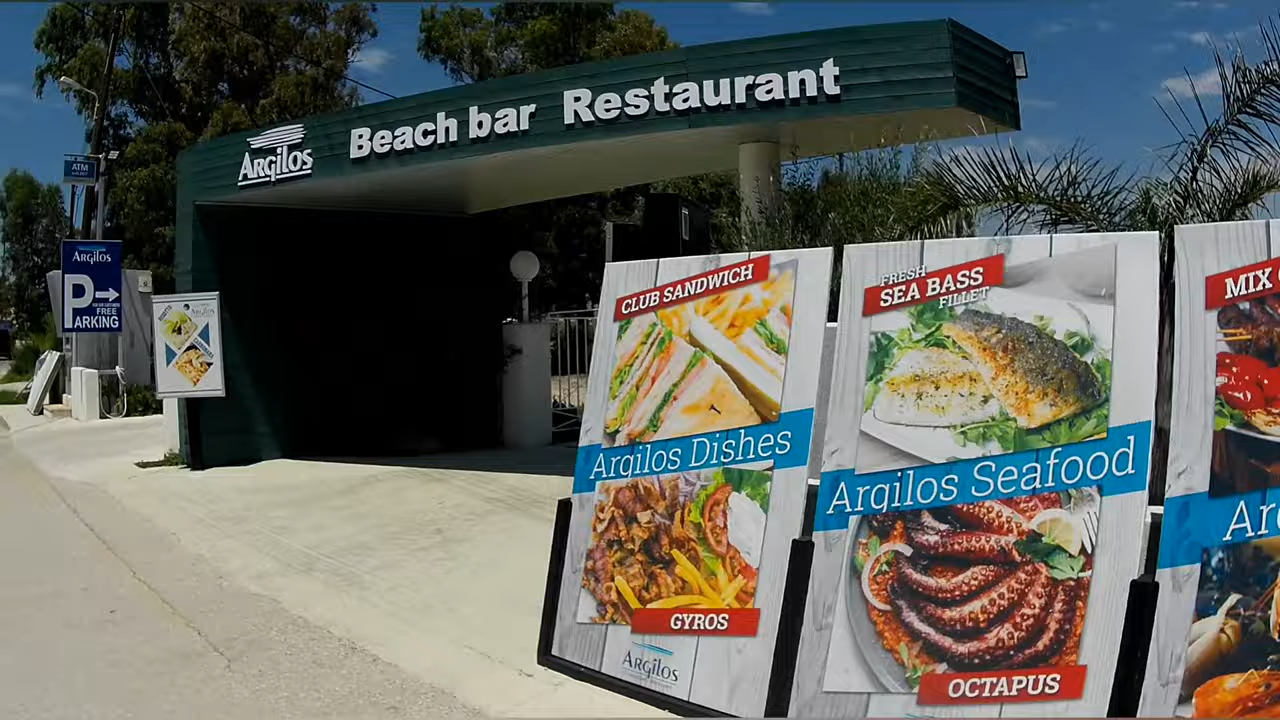 ARGILOS
Beach bar Restaurant
ATM
ARGILOS
P
FREE
PARKING
CLUB SANDWICH
Argilos Dishes
GYROS
ARGILOS
FRESH
SEA BASS
FILLET
Argilos Seafood
OCTAPUS
MIX
Ar